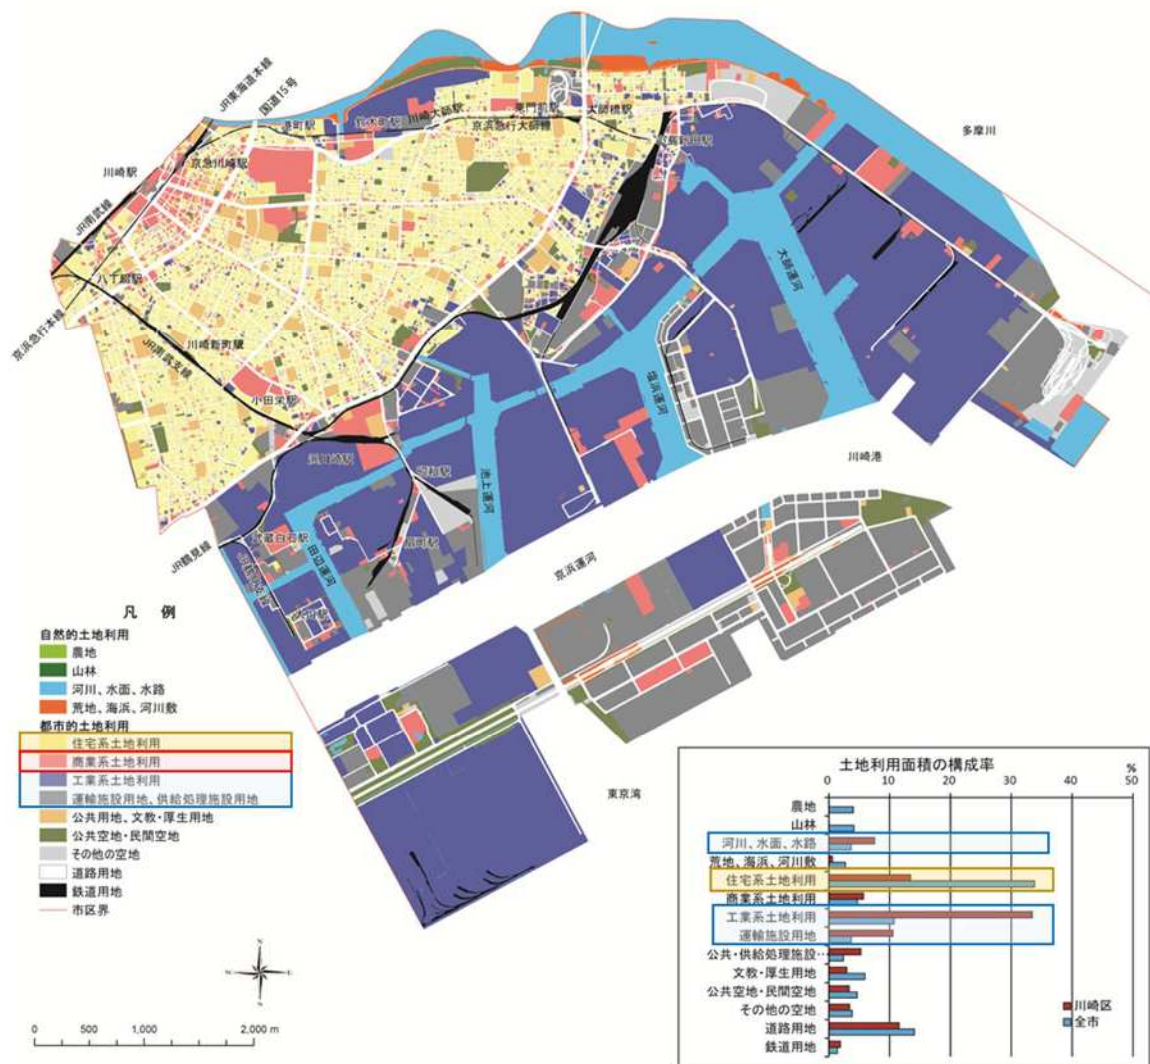 JR東海道本線
国道15号
港町駅
鈴木町駅
川崎大師駅
東門前駅
大師橋駅
京浜急行大師線
小島新田駅
多摩川
川崎駅
京急川崎駅
JR南武線
八丁畷駅
京浜急行本線
JR南武支線
川崎新町駅
小田栄駅
大師運河
塩浜運河
川崎港
浜川崎駅
昭和駅
池上運河
JR鶴見線
武蔵白石駅
田辺運河
扇町駅
大川駅
京浜運河
東京湾
凡 例
自然的土地利用
農地
山林
河川、水面、水路
荒地、海浜、河川敷
都市的土地利用
住宅系土地利用
商業系土地利用
工業系土地利用
運輸施設用地、供給処理施設用地
公共用地、文教・厚生用地
公共空地・民間空地
その他の空地
道路用地
鉄道用地
市区界
N
W
E
S
0 500 1,000 2,000 m
土地利用面積の構成率
0 10 20 30 40 50 %
農地
山林
河川、水面、水路
荒地、海浜、河川敷
住宅系土地利用
商業系土地利用
工業系土地利用
運輸施設用地
公共・供給処理施設…
文教・厚生用地
公共空地・民間空地
その他の空地
道路用地
鉄道用地
川崎区
全市